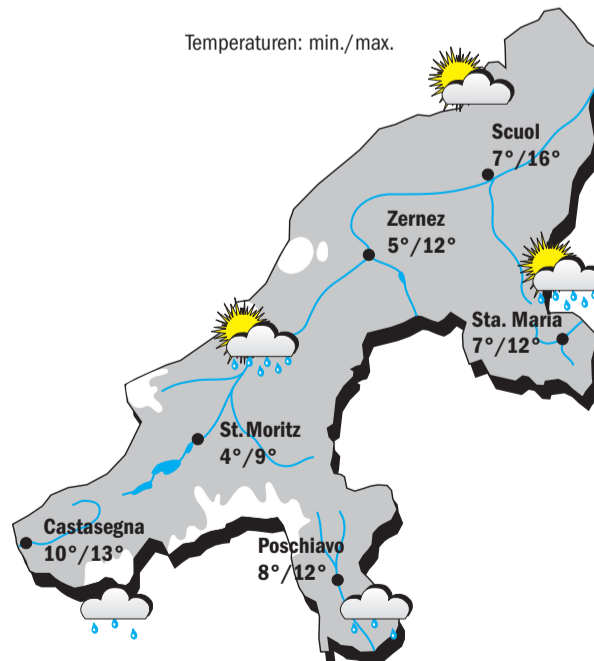 Temperaturen: min./max.
Scuol
7°/16°
Zernez
5°/12°
Sta. Maria
7°/12°
St. Moritz
4°/9°
Castasegna
10°/13°
Poschiavo
8°/12°